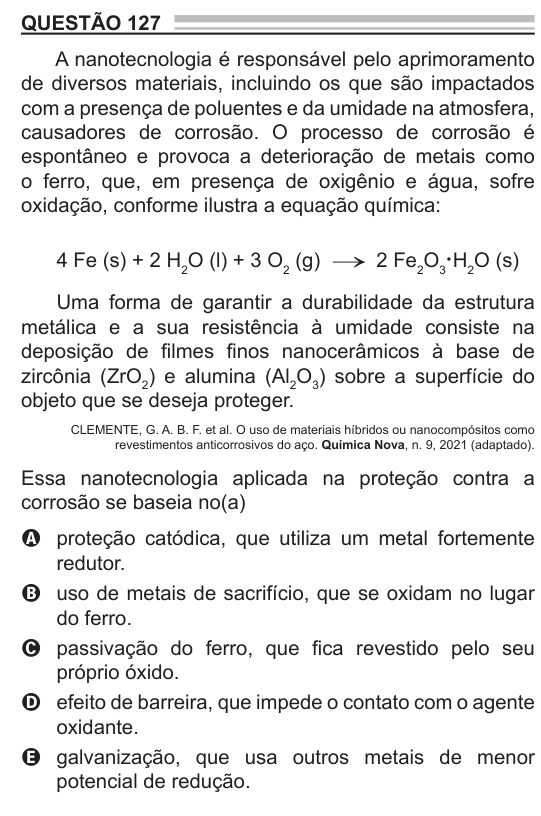 QUESTÃO 127
A nanotecnologia é responsável pelo aprimoramento
de diversos materiais, incluindo os que são impactados
com a presença de poluentes e da umidade na atmosfera,
causadores de corrosão. O processo de corrosão é
espontâneo e provoca a deterioração de metais como
o ferro, que, em presença de oxigênio e água, sofre
oxidação, conforme ilustra a equação química:
4 Fe (s) + 2 H₂O (l) + 3 O₂ (g) ⟶ 2 Fe₂O₃·H₂O (s)
Uma forma de garantir a durabilidade da estrutura
metálica e a sua resistência à umidade consiste na
deposição de filmes finos nanocerâmicos à base de
zircônia (ZrO₂) e alumina (Al₂O₃) sobre a superfície do
objeto que se deseja proteger.
CLEMENTE, G. A. B. F. et al. O uso de materiais híbridos ou nanocompósitos como
revestimentos anticorrosivos do aço. Química Nova, n. 9, 2021 (adaptado).
Essa nanotecnologia aplicada na proteção contra a
corrosão se baseia no(a)
A proteção catódica, que utiliza um metal fortemente
redutor.
B uso de metais de sacrifício, que se oxidam no lugar
do ferro.
C passivação do ferro, que fica revestido pelo seu
próprio óxido.
D efeito de barreira, que impede o contato com o agente
oxidante.
E galvanização, que usa outros metais de menor
potencial de redução.